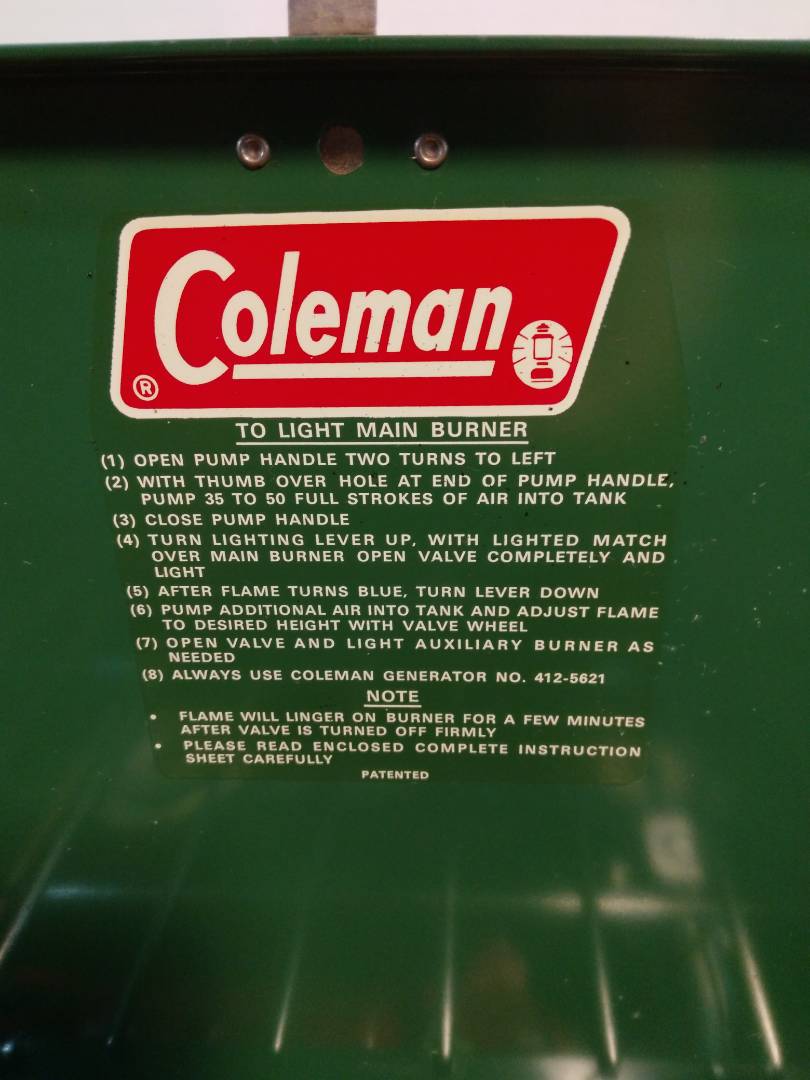 Coleman
®
TO LIGHT MAIN BURNER
(1) OPEN PUMP HANDLE TWO TURNS TO LEFT
(2) WITH THUMB OVER HOLE AT END OF PUMP HANDLE,
PUMP 35 TO 50 FULL STROKES OF AIR INTO TANK
(3) CLOSE PUMP HANDLE
(4) TURN LIGHTING LEVER UP, WITH LIGHTED MATCH
OVER MAIN BURNER OPEN VALVE COMPLETELY AND
LIGHT
(5) AFTER FLAME TURNS BLUE, TURN LEVER DOWN
(6) PUMP ADDITIONAL AIR INTO TANK AND ADJUST FLAME
TO DESIRED HEIGHT WITH VALVE WHEEL
(7) OPEN VALVE AND LIGHT AUXILIARY BURNER AS
NEEDED
(8) ALWAYS USE COLEMAN GENERATOR NO. 412-5621
NOTE
• FLAME WILL LINGER ON BURNER FOR A FEW MINUTES
AFTER VALVE IS TURNED OFF FIRMLY
• PLEASE READ ENCLOSED COMPLETE INSTRUCTION
SHEET CAREFULLY
PATENTED